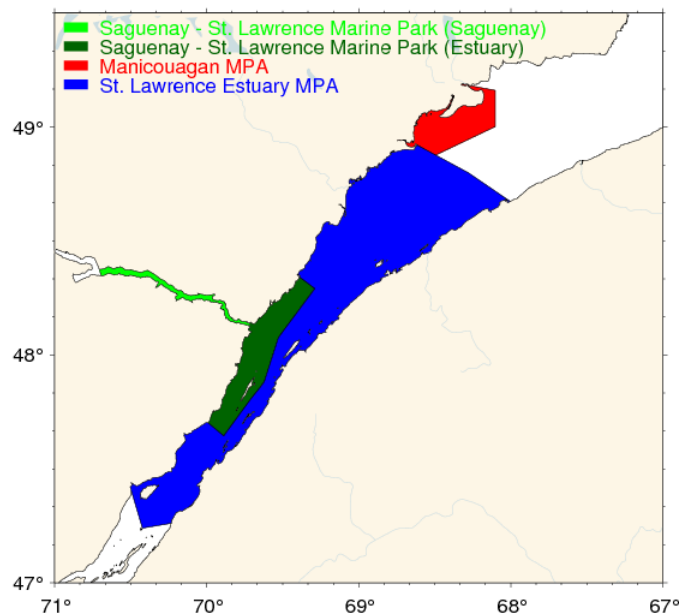 Saguenay - St. Lawrence Marine Park (Saguenay)
Saguenay - St. Lawrence Marine Park (Estuary)
Manicouagan MPA
St. Lawrence Estuary MPA
49°
48°
47°
71° 70° 69° 68° 67°